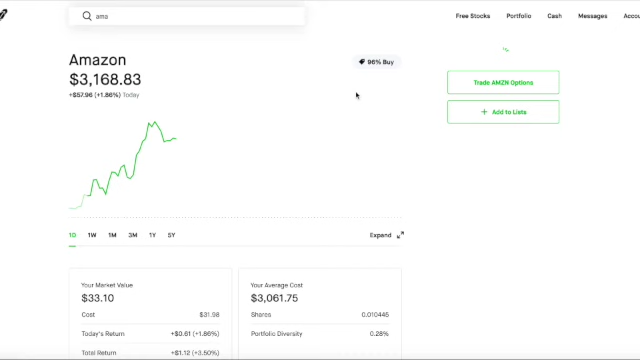 ama
Free Stocks Portfolio Cash Messages
Amazon
96% Buy
$3,168.83
+$57.96 (+1.86%) Today
Trade AMZN Options
+ Add to Lists
1D 1W 1M 3M 1Y 5Y
Expand
Your Market Value
$33.10
Cost $31.98
Today's Return +$0.61 (+1.86%)
Total Return +$1.12 (+3.50%)
Your Average Cost
$3,061.75
Shares 0.010445
Portfolio Diversity 0.28%